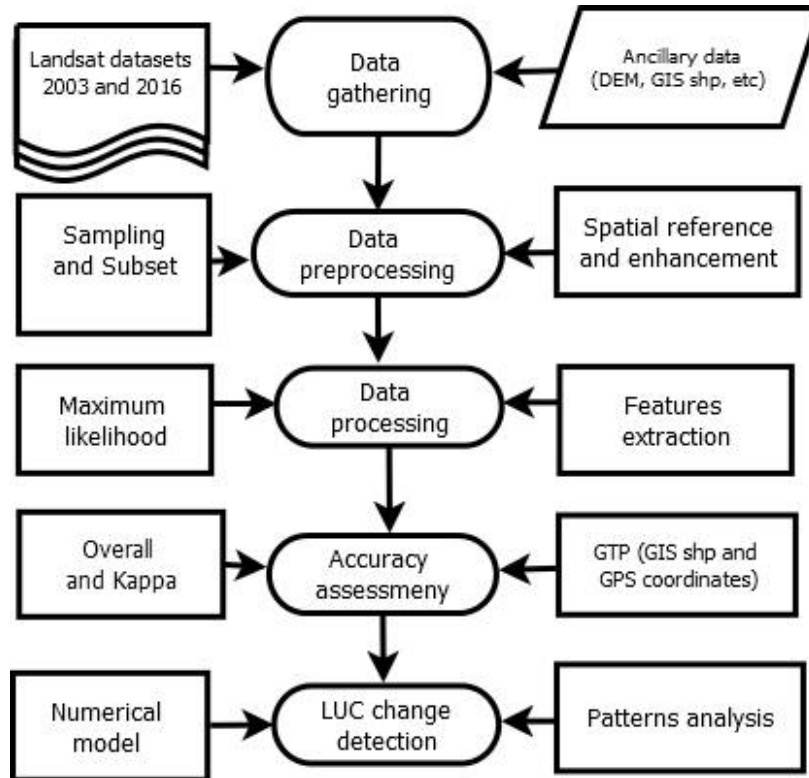 Landsat datasets
2003 and 2016
Data
gathering
Ancillary data
(DEM, GIS shp, etc)
Sampling
and Subset
Data
preprocessing
Spatial reference
and enhancement
Maximum
likelihood
Data
processing
Features
extraction
Overall
and Kappa
Accuracy
assessmeny
GTP (GIS shp and
GPS coordinates)
Numerical
model
LUC change
detection
Patterns analysis